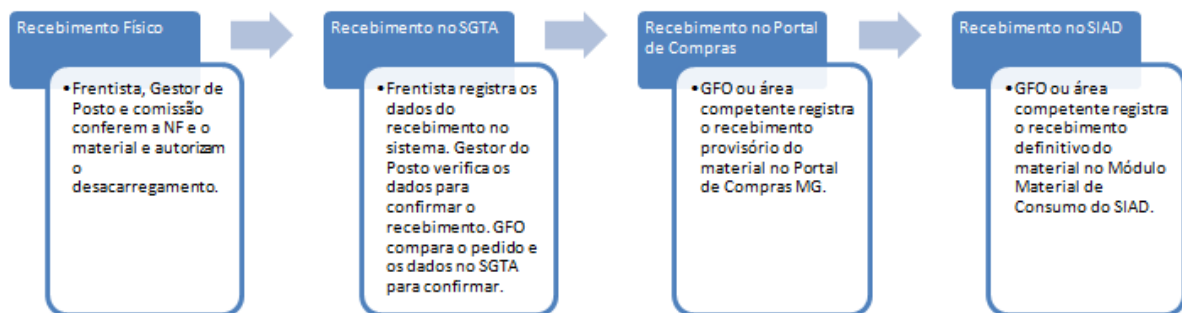 Recebimento Físico
•Frentista, Gestor de
Posto e comissão
conferem a NF e o
material e autorizam
o
desacarregamento.
Recebimento no SGTA
•Frentista registra os
dados do
recebimento no
sistema. Gestor do
Posto verifica os
dados para
confirmar o
recebimento. GFO
compara o pedido e
os dados no SGTA
para confirmar.
Recebimento no Portal
de Compras
•GFO ou área
competente registra
o recebimento
provisório do
material no Portal
de Compras MG.
Recebimento no SIAD
•GFO ou área
competente registra
o recebimento
definitivo do
material no Módulo
Material de
Consumo do SIAD.